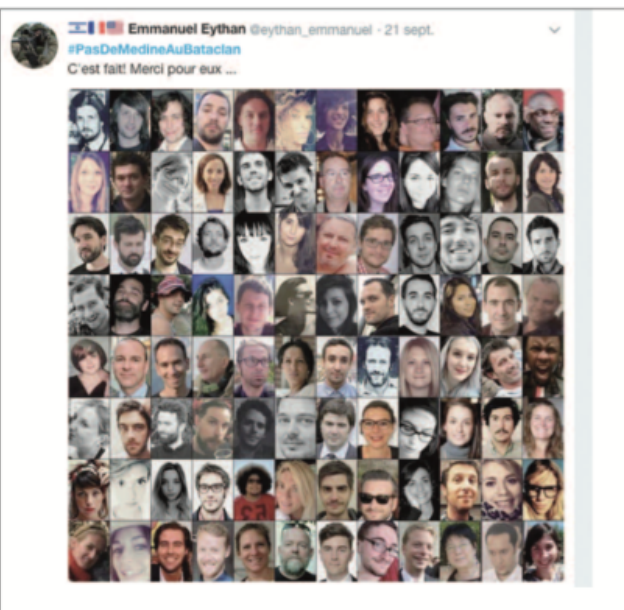 Emmanuel Eythan @eythan_emmanuel · 21 sept.
#PasDeMedineAuBataclan
C'est fait! Merci pour eux ...